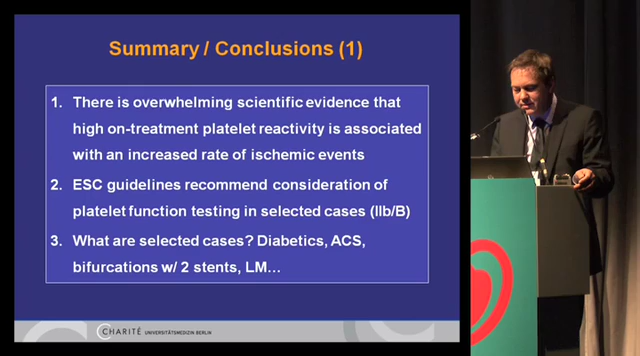 Summary / Conclusions (1)
1. There is overwhelming scientific evidence that
high on-treatment platelet reactivity is associated
with an increased rate of ischemic events
2. ESC guidelines recommend consideration of
platelet function testing in selected cases (IIb/B)
3. What are selected cases? Diabetics, ACS,
bifurcations w/ 2 stents, LM…
CHARITÉ UNIVERSITÄTSMEDIZIN BERLIN